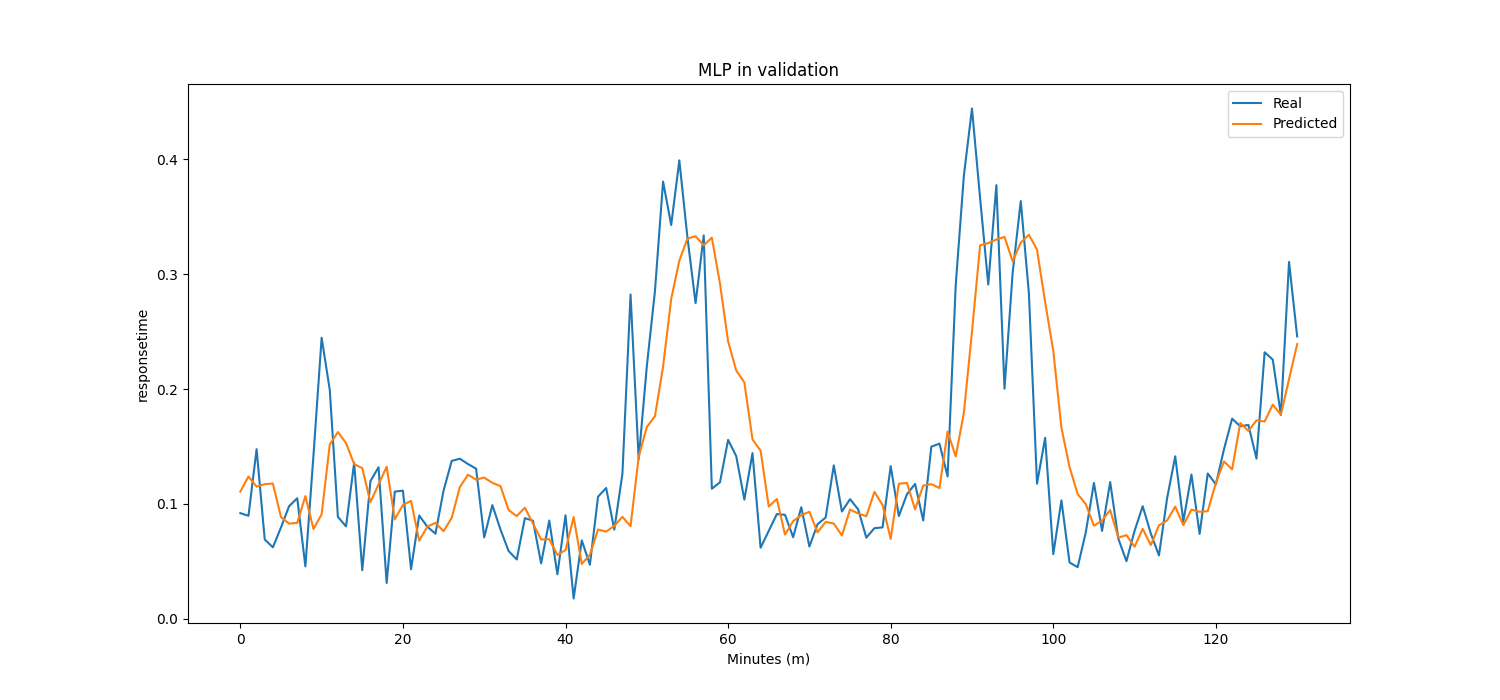 MLP in validation
Real
Predicted
0.4
0.3
0.2
0.1
0.0
responsetime
0 20 40 60 80 100 120
Minutes (m)